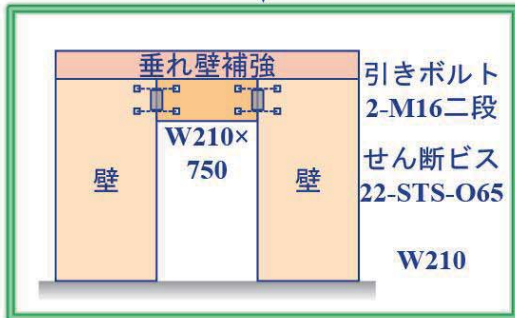 垂れ壁補強
W210×
750
壁
壁
引きボルト
2-M16二段
せん断ビス
22-STS-O65
W210